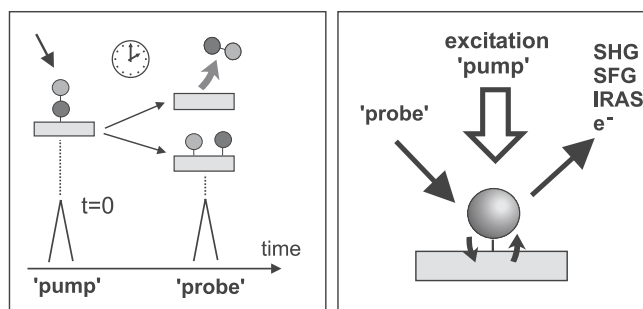 t=0
time
'pump'
'probe'
excitation
'pump'
'probe'
SHG
SFG
IRAS
e-